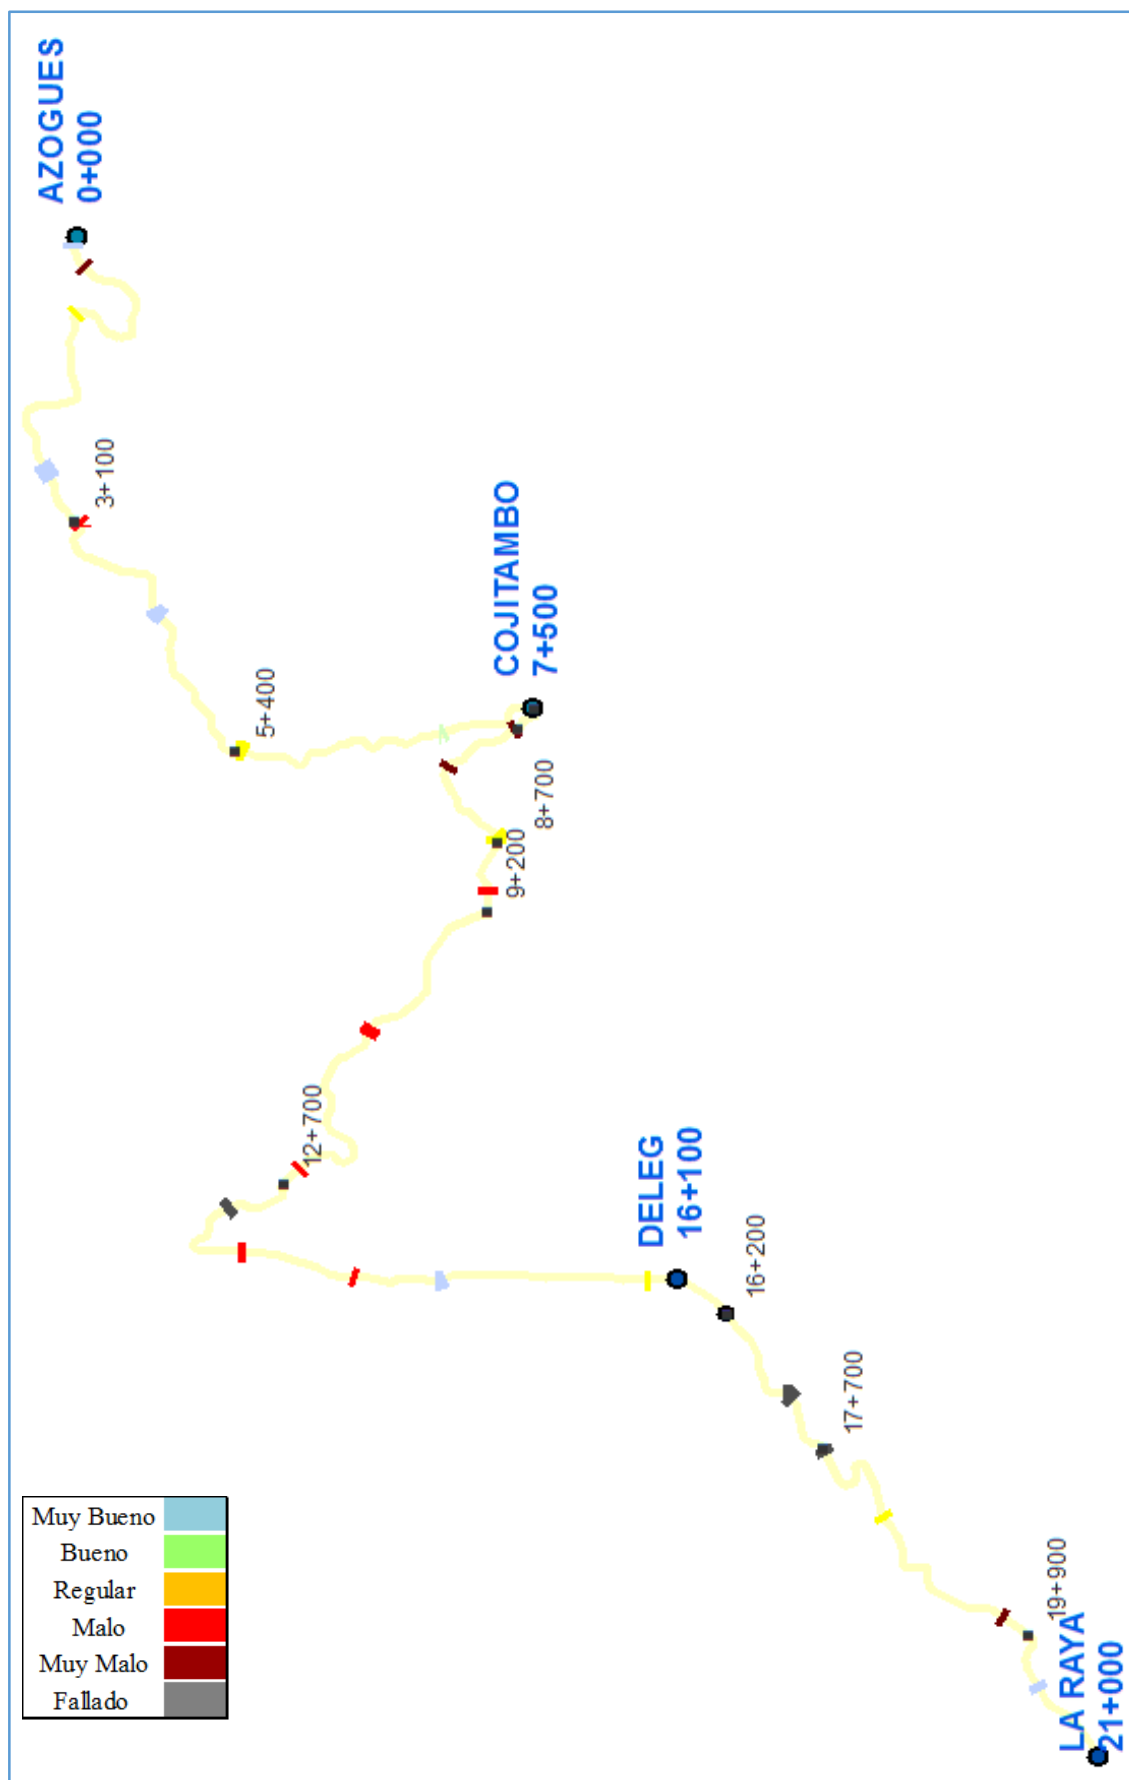 AZOGUES
0+000
3+100
5+400
COJITAMBO
7+500
8+700
9+200
12+700
DELEG
16+100
16+200
17+700
19+900
LA RAYA
21+000
Muy Bueno
Bueno
Regular
Malo
Muy Malo
Fallado